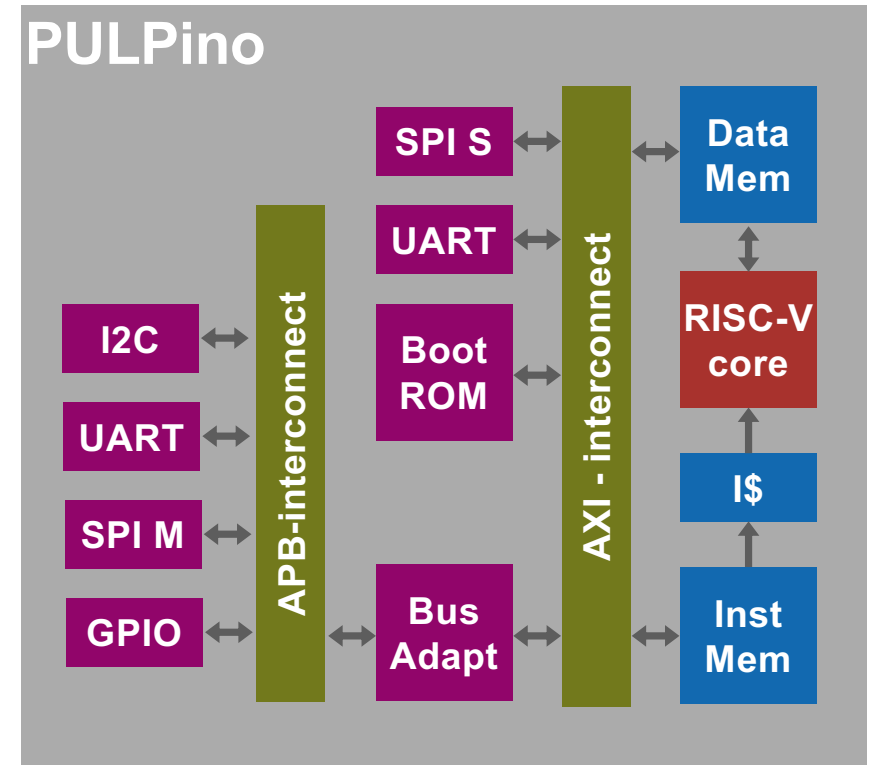 PULPino
SPI S
UART
Boot
ROM
Bus
Adapt
I2C
UART
SPI M
GPIO
APB-interconnect
AXI - interconnect
Data
Mem
RISC-V
core
I$
Inst
Mem